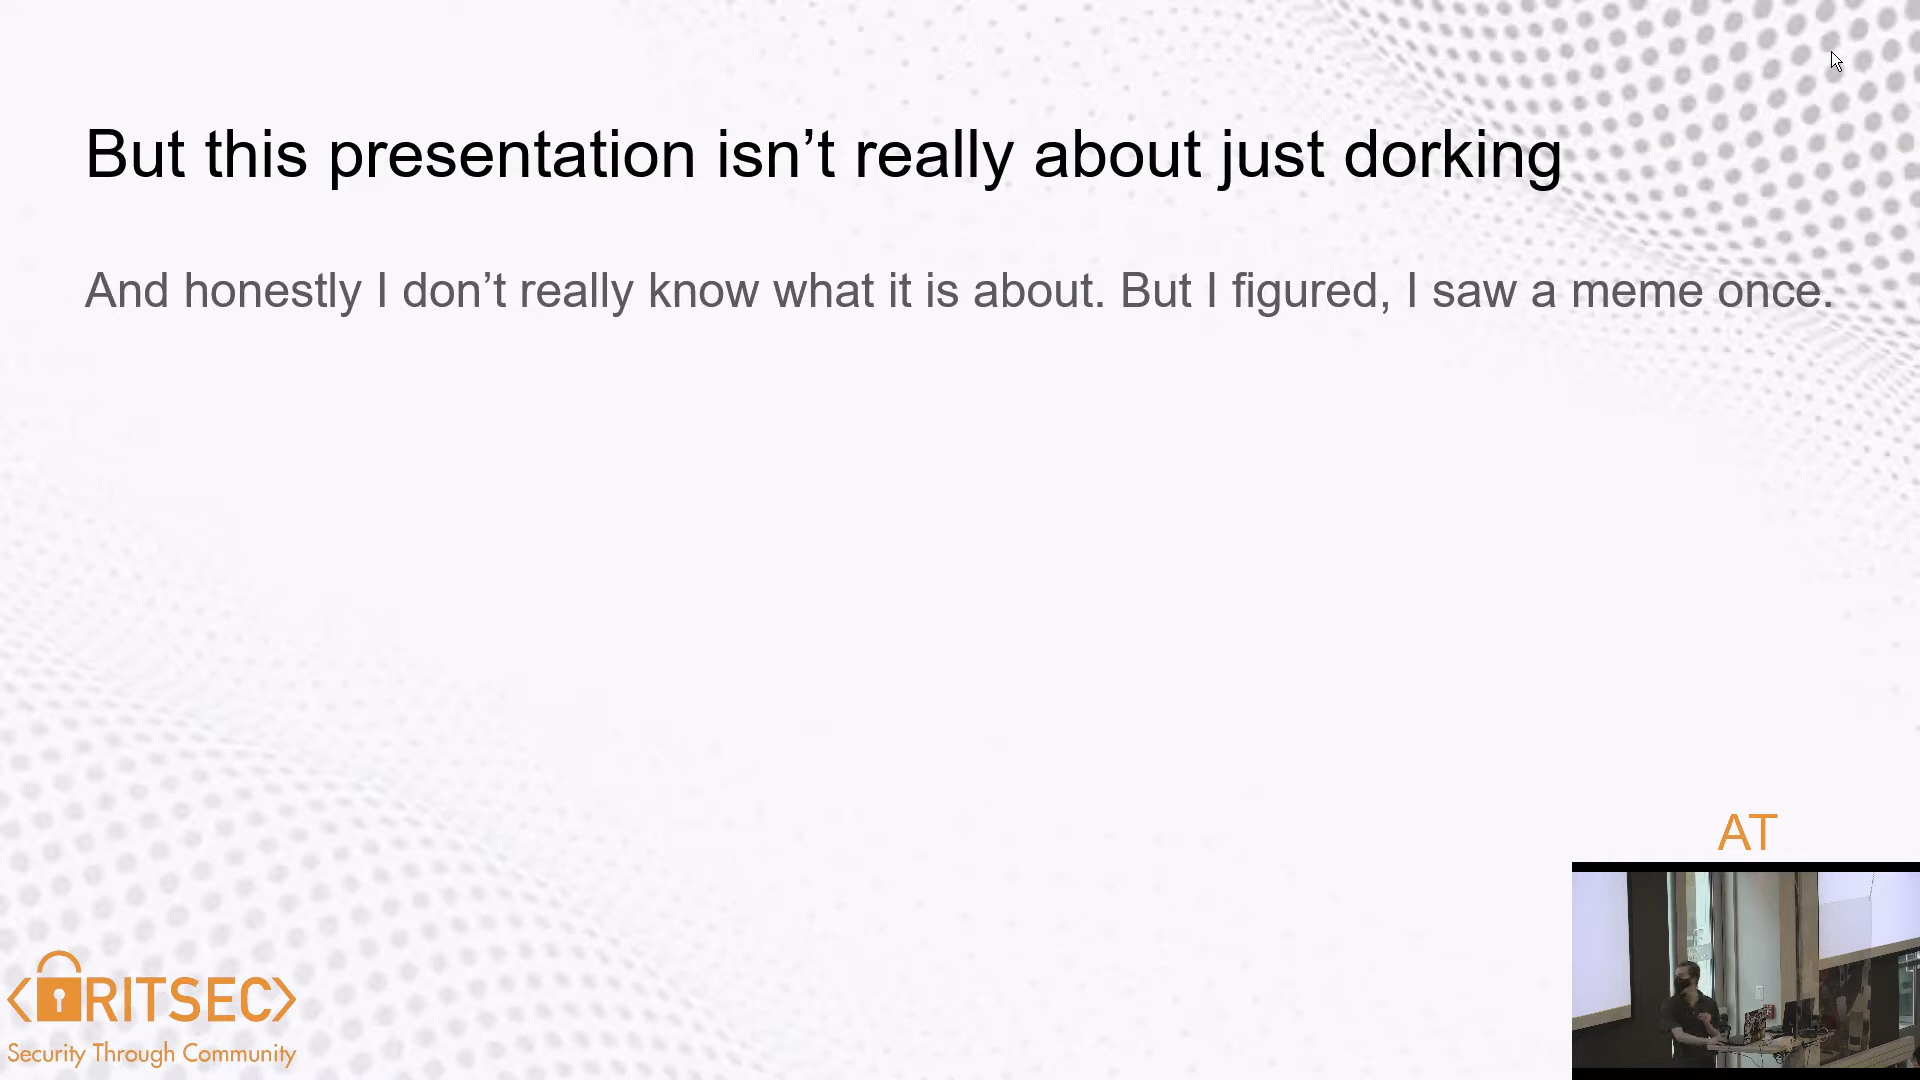 But this presentation isn’t really about just dorking
And honestly I don’t really know what it is about. But I figured, I saw a meme once.
AT
<RITSEC>
Security Through Community